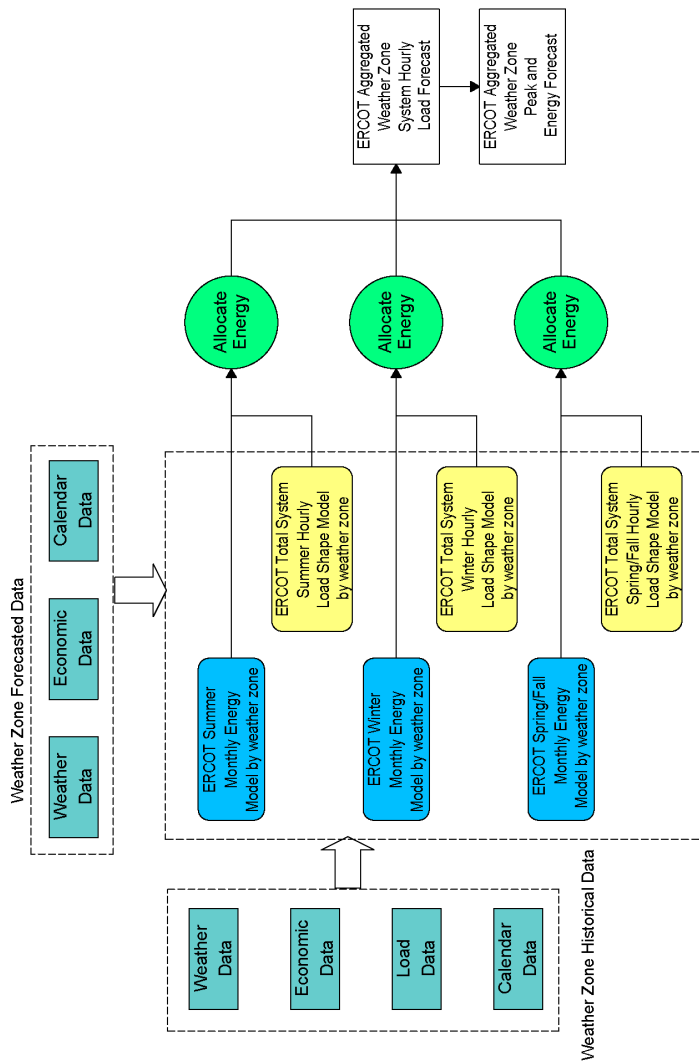 Weather Zone Forecasted Data
Weather
Data
Economic
Data
Calendar
Data
Weather Zone Historical Data
Weather
Data
Economic
Data
Load
Data
Calendar
Data
ERCOT Summer
Monthly Energy
Model by weather zone
ERCOT Total System
Summer Hourly
Load Shape Model
by weather zone
Allocate
Energy
ERCOT Winter
Monthly Energy
Model by weather zone
ERCOT Total System
Winter Hourly
Load Shape Model
by weather zone
Allocate
Energy
ERCOT Spring/Fall
Monthly Energy
Model by weather zone
ERCOT Total System
Spring/Fall Hourly
Load Shape Model
by weather zone
Allocate
Energy
ERCOT Aggregated
Weather Zone
System Hourly
Load Forecast
ERCOT Aggregated
Weather Zone
Peak and
Energy Forecast